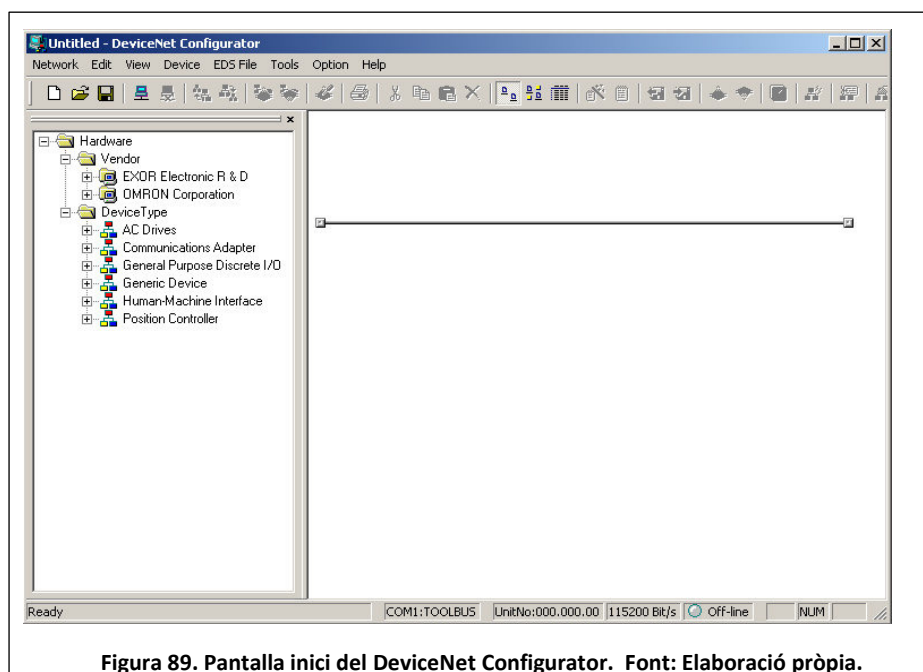 Untitled - DeviceNet Configurator
Network Edit View Device EDS File Tools Option Help
Hardware
Vendor
EXOR Electronic R & D
OMRON Corporation
DeviceType
AC Drives
Communications Adapter
General Purpose Discrete I/O
Generic Device
Human-Machine Interface
Position Controller
Ready COM1:TOOLBUS UnitNo:000.000.00 115200 Bit/s Off-line NUM
Figura 89. Pantalla inici del DeviceNet Configurator. Font: Elaboració pròpia.